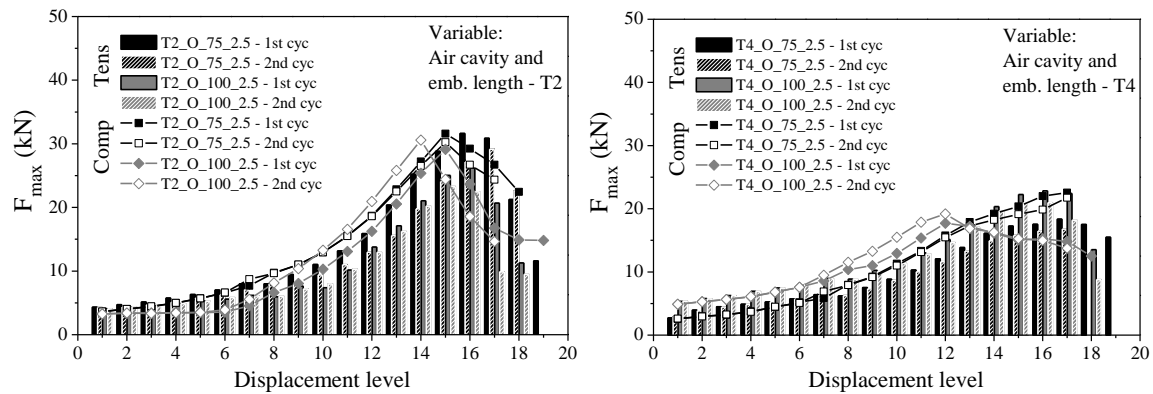 50
40
30
20
10
0
F_max (kN)
Tens
Comp
T2_O_75_2.5 - 1st cyc
T2_O_75_2.5 - 2nd cyc
T2_O_100_2.5 - 1st cyc
T2_O_100_2.5 - 2nd cyc
T2_O_75_2.5 - 1st cyc
T2_O_75_2.5 - 2nd cyc
T2_O_100_2.5 - 1st cyc
T2_O_100_2.5 - 2nd cyc
Variable:
Air cavity and
emb. length - T2
0 2 4 6 8 10 12 14 16 18 20
Displacement level
50
40
30
20
10
0
F_max (kN)
Tens
Comp
T4_O_75_2.5 - 1st cyc
T4_O_75_2.5 - 2nd cyc
T4_O_100_2.5 - 1st cyc
T4_O_100_2.5 - 2nd cyc
T4_O_75_2.5 - 1st cyc
T4_O_75_2.5 - 2nd cyc
T4_O_100_2.5 - 1st cyc
T4_O_100_2.5 - 2nd cyc
Variable:
Air cavity and
emb. length - T4
0 2 4 6 8 10 12 14 16 18 20
Displacement level